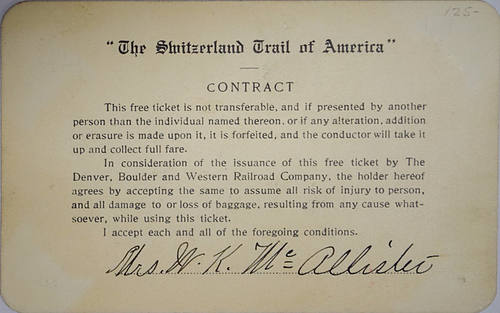 125-
"The Switzerland Trail of America"
CONTRACT
This free ticket is not transferable, and if presented by another
person than the individual named thereon, or if any alteration, addition
or erasure is made upon it, it is forfeited, and the conductor will take it
up and collect full fare.
In consideration of the issuance of this free ticket by The
Denver, Boulder and Western Railroad Company, the holder hereof
agrees by accepting the same to assume all risk of injury to person,
and all damage to or loss of baggage, resulting from any cause what-
soever, while using this ticket.
I accept each and all of the foregoing conditions.
Mrs. W. K. McAllister